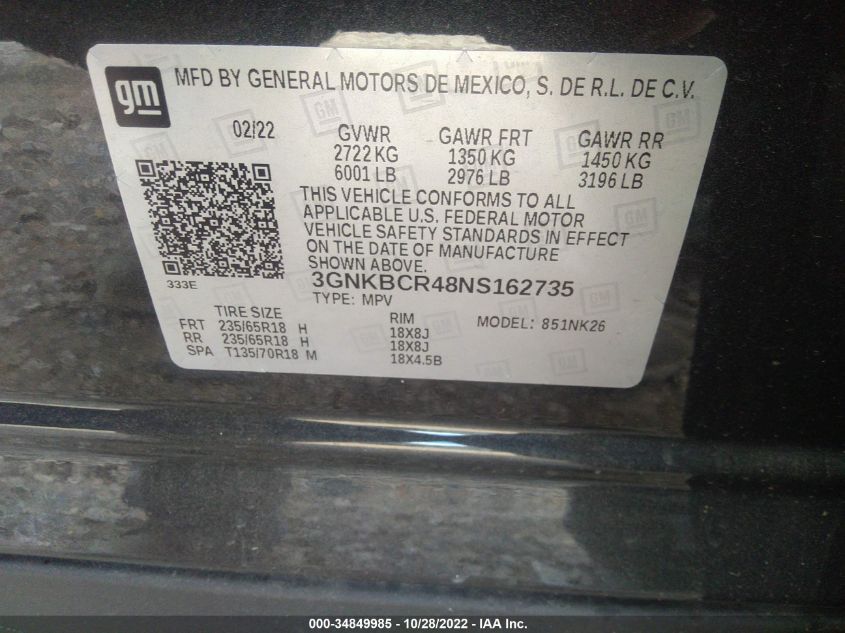 gm
MFD BY GENERAL MOTORS DE MEXICO, S. DE R.L. DE C.V.
02/22 GVWR GAWR FRT GAWR RR
2722 KG 1350 KG 1450 KG
6001 LB 2976 LB 3196 LB
THIS VEHICLE CONFORMS TO ALL
APPLICABLE U.S. FEDERAL MOTOR
VEHICLE SAFETY STANDARDS IN EFFECT
ON THE DATE OF MANUFACTURE
SHOWN ABOVE.
333E
3GNKBCR48NS162735
TYPE: MPV
TIRE SIZE RIM MODEL: 851NK26
FRT 235/65R18 H 18X8J
RR 235/65R18 H 18X8J
SPA T135/70R18 M 18X4.5B
000-34849985 - 10/28/2022 - IAA Inc.